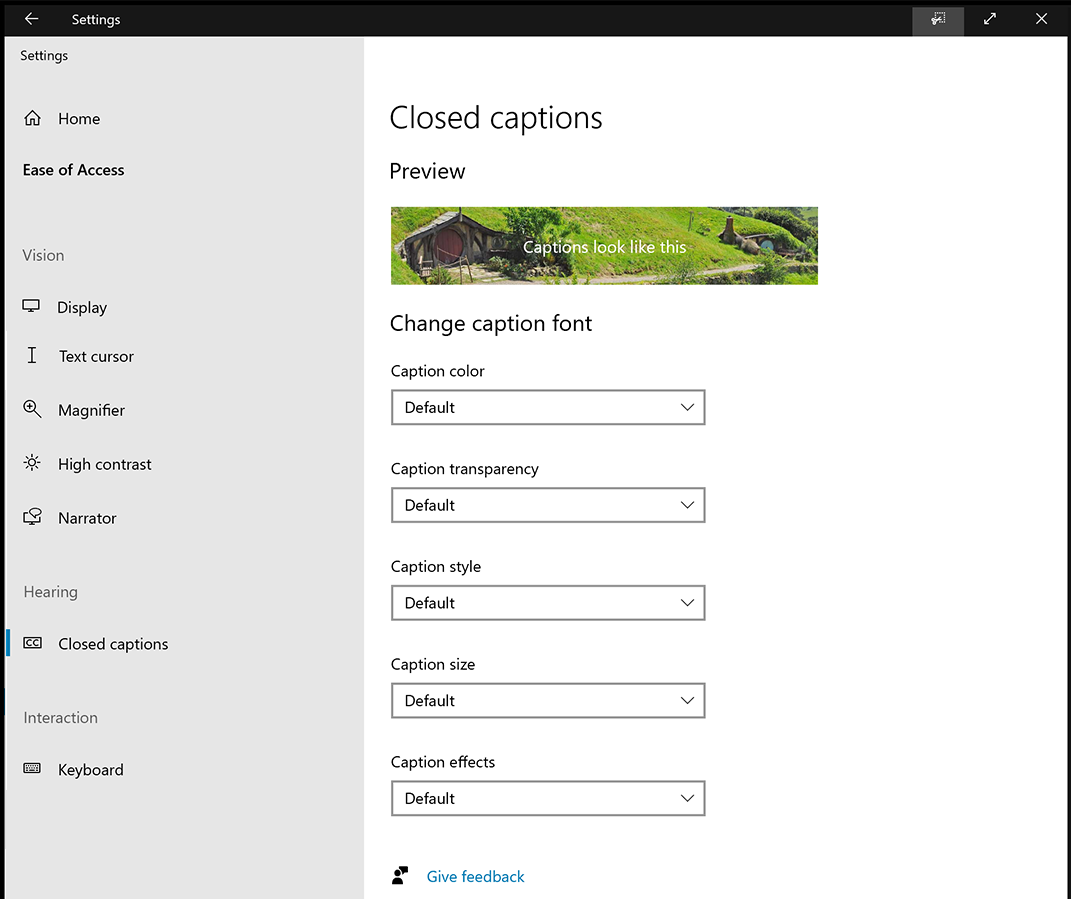 Settings
Settings
Home
Ease of Access
Vision
Display
Text cursor
Magnifier
High contrast
Narrator
Hearing
CC Closed captions
Interaction
Keyboard
Closed captions
Preview
Captions look like this
Change caption font
Caption color
Default
Caption transparency
Default
Caption style
Default
Caption size
Default
Caption effects
Default
Give feedback